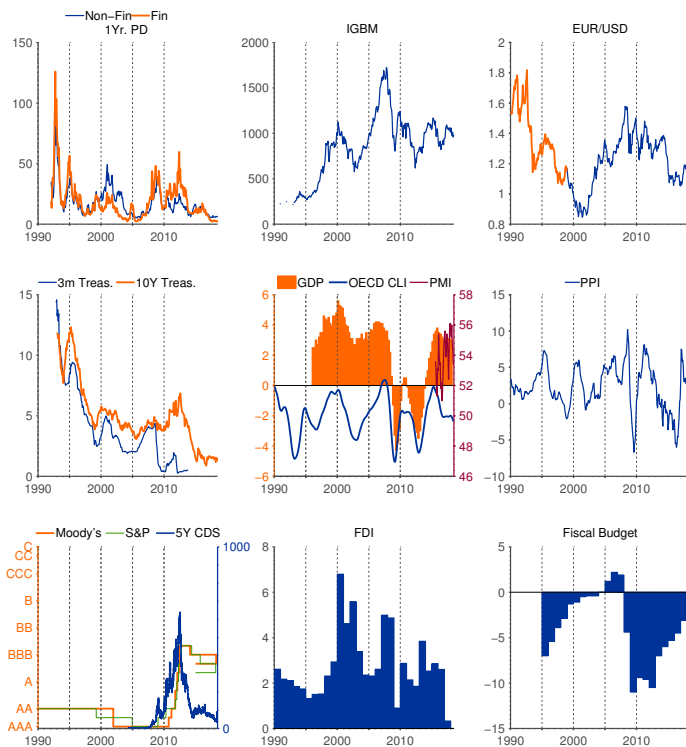 Non−Fin Fin
1Yr. PD
IGBM
EUR/USD
150
100
50
0
1990 2000 2010
2000
1500
1000
500
0
1990 2000 2010
2
1.8
1.6
1.4
1.2
1
0.8
1990 2000 2010
3m Treas. 10Y Treas.
GDP OECD CLI PMI
PPI
15
10
5
0
1990 2000 2010
6
4
2
0
−2
−4
−6
58
56
54
52
50
48
46
1990 2000 2010
15
10
5
0
−5
−10
1990 2000 2010
Moody's S&P 5Y CDS
FDI
Fiscal Budget
C
CC
CCC
B
BB
BBB
A
AA
AAA
1000
0
1990 2000 2010
8
6
4
2
0
1990 2000 2010
5
0
−5
−10
−15
1990 2000 2010